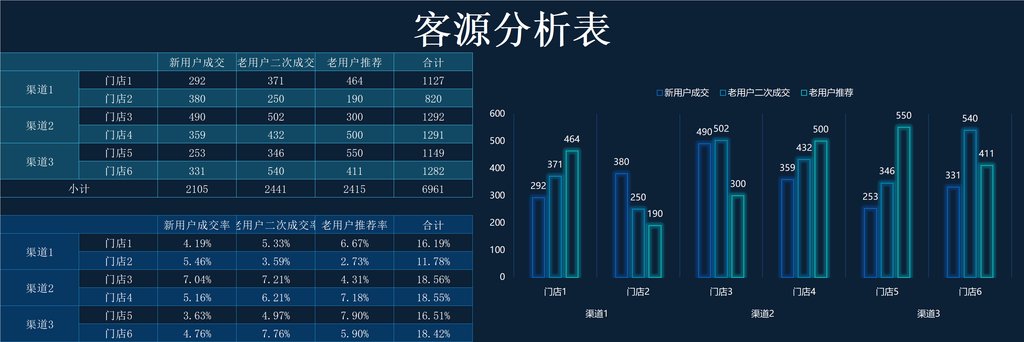 客源分析表
新用户成交 老用户二次成交 老用户推荐 合计
渠道1 门店1 292 371 464 1127
门店2 380 250 190 820
渠道2 门店3 490 502 300 1292
门店4 359 432 500 1291
渠道3 门店5 253 346 550 1149
门店6 331 540 411 1282
小计 2105 2441 2415 6961
新用户成交率 老用户二次成交率 老用户推荐率 合计
渠道1 门店1 4.19% 5.33% 6.67% 16.19%
门店2 5.46% 3.59% 2.73% 11.78%
渠道2 门店3 7.04% 7.21% 4.31% 18.56%
门店4 5.16% 6.21% 7.18% 18.55%
渠道3 门店5 3.63% 4.97% 7.90% 16.51%
门店6 4.76% 7.76% 5.90% 18.42%
新用户成交 老用户二次成交 老用户推荐
600
500
400
300
200
100
0
292 371 464
380 250 190
490 502 300
359 432 500
253 346 550
331 540 411
门店1 门店2 门店3 门店4 门店5 门店6
渠道1 渠道2 渠道3